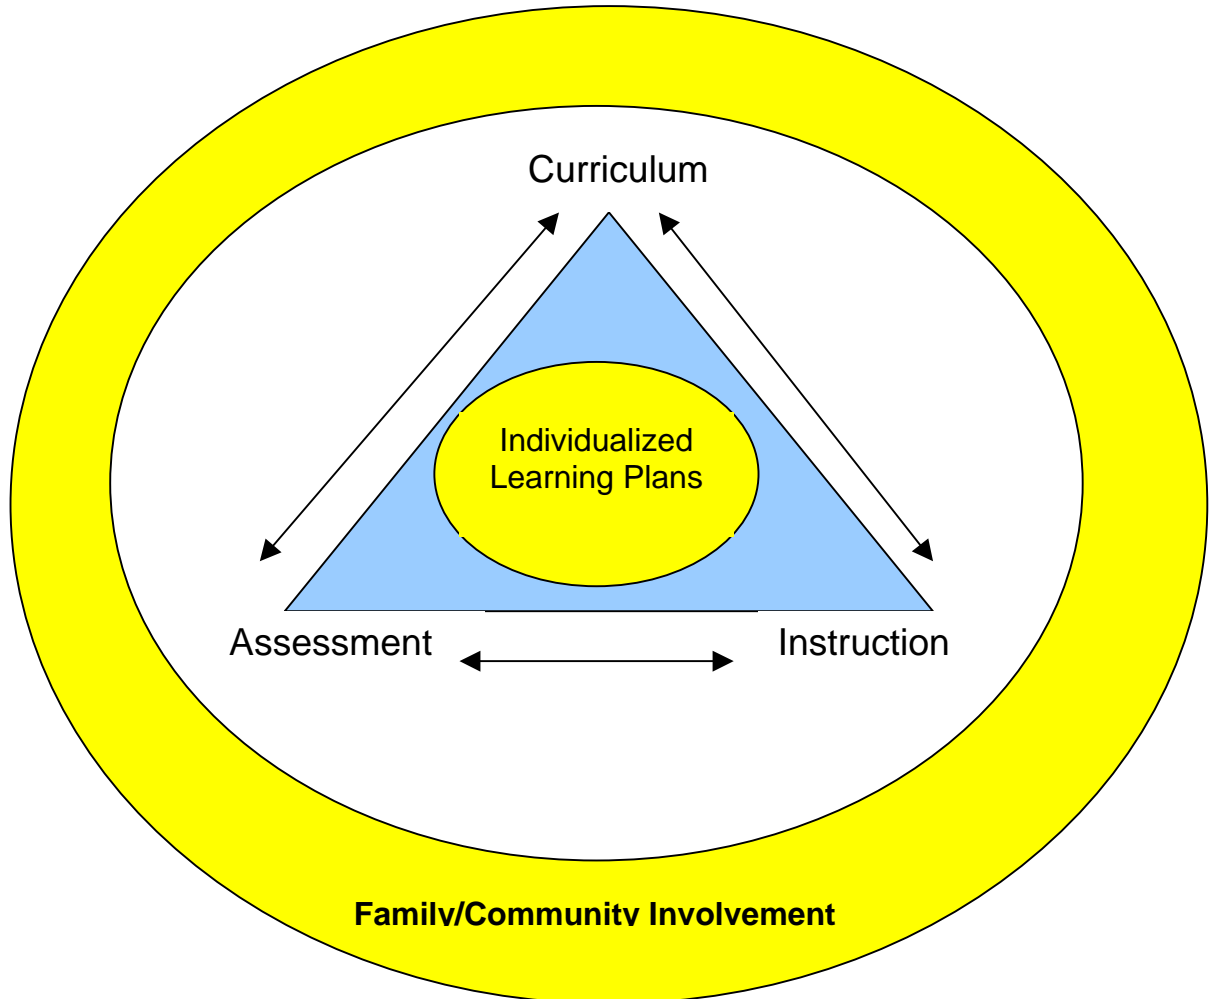 Curriculum
Individualized
Learning Plans
Assessment
Instruction
Family/Community Involvement